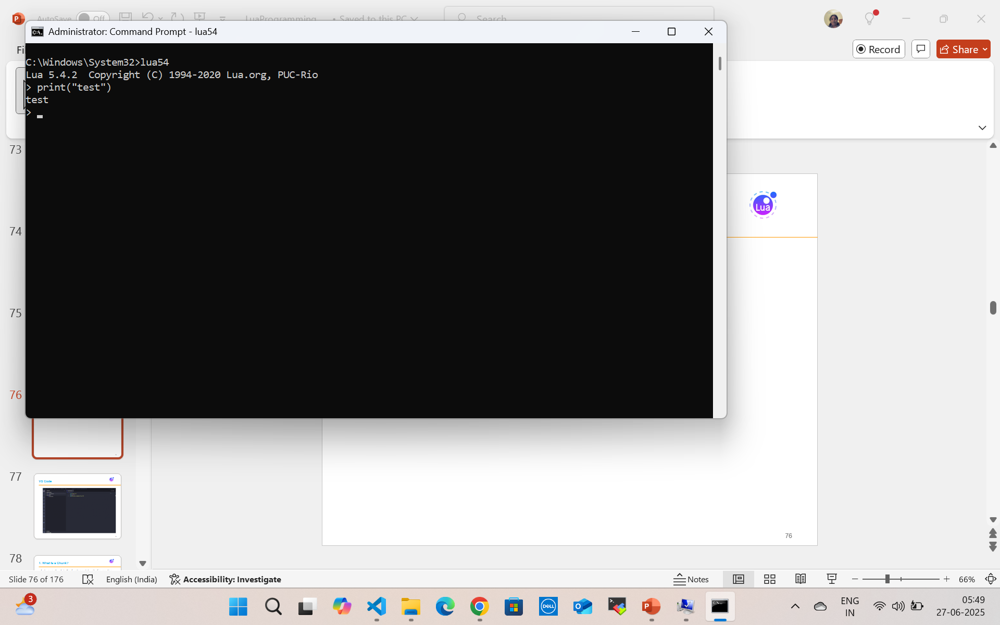 AutoSave Off LuaProgramming • Saved to this PC Search
Administrator: Command Prompt - lua54
Fi
Record
Share
C:\Windows\System32>lua54
Lua 5.4.2  Copyright (C) 1994-2020 Lua.org, PUC-Rio
> print("test")
test
>
73
74
75
76
77
78
Lua
VS Code
1. What Is a Chunk?
76
Slide 76 of 176 English (India) Accessibility: Investigate Notes 66%
3
DELL
ENG
IN
05:49
27-06-2025